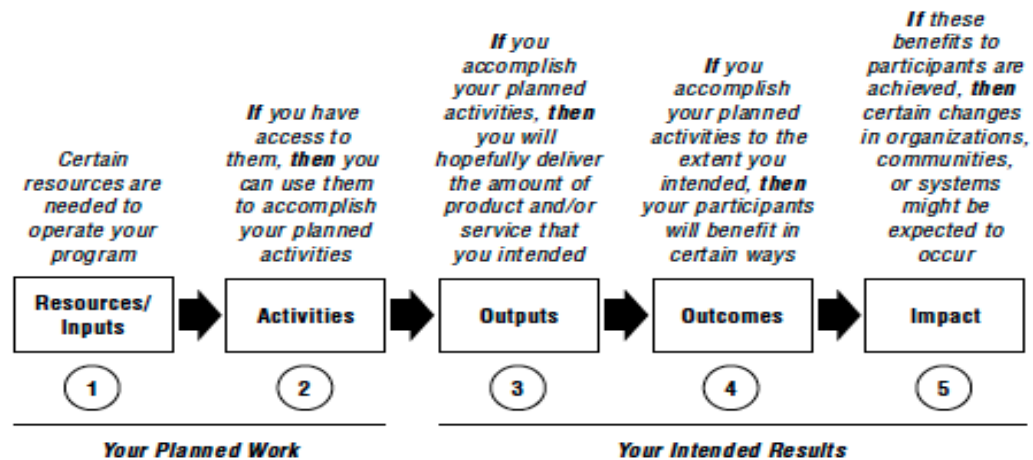 Certain
resources are
needed to
operate your
program
If you have
access to
them, then you
can use them
to accomplish
your planned
activities
If you
accomplish
your planned
activities, then
you will
hopefully deliver
the amount of
product and/or
service that
you intended
If you
accomplish
your planned
activities to the
extent you
intended, then
your participants
will benefit in
certain ways
If these
benefits to
participants are
achieved, then
certain changes
in organizations,
communities,
or systems
might be
expected to
occur
Resources/
Inputs
Activities
Outputs
Outcomes
Impact
1
2
3
4
5
Your Planned Work
Your Intended Results